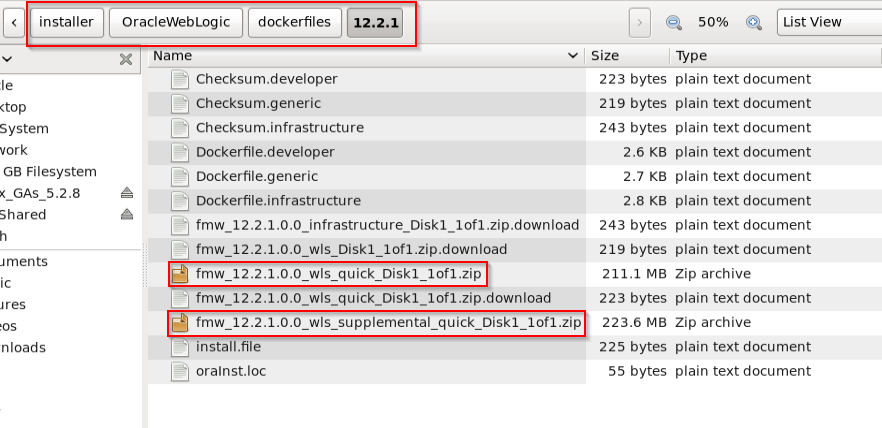 installer OracleWebLogic dockerfiles 12.2.1 50% List View
Name Size Type
Checksum.developer 223 bytes plain text document
Checksum.generic 219 bytes plain text document
Checksum.infrastructure 243 bytes plain text document
Dockerfile.developer 2.6 KB plain text document
Dockerfile.generic 2.7 KB plain text document
Dockerfile.infrastructure 2.8 KB plain text document
fmw_12.2.1.0.0_infrastructure_Disk1_1of1.zip.download 243 bytes plain text document
fmw_12.2.1.0.0_wls_Disk1_1of1.zip.download 219 bytes plain text document
fmw_12.2.1.0.0_wls_quick_Disk1_1of1.zip 211.1 MB Zip archive
fmw_12.2.1.0.0_wls_quick_Disk1_1of1.zip.download 223 bytes plain text document
fmw_12.2.1.0.0_wls_supplemental_quick_Disk1_1of1.zip 223.6 MB Zip archive
install.file 225 bytes plain text document
oraInst.loc 55 bytes plain text document
le
ktop
System
work
GB Filesystem
x_GAs_5.2.8
Shared
h
uments
ic
ures
eos
nloads